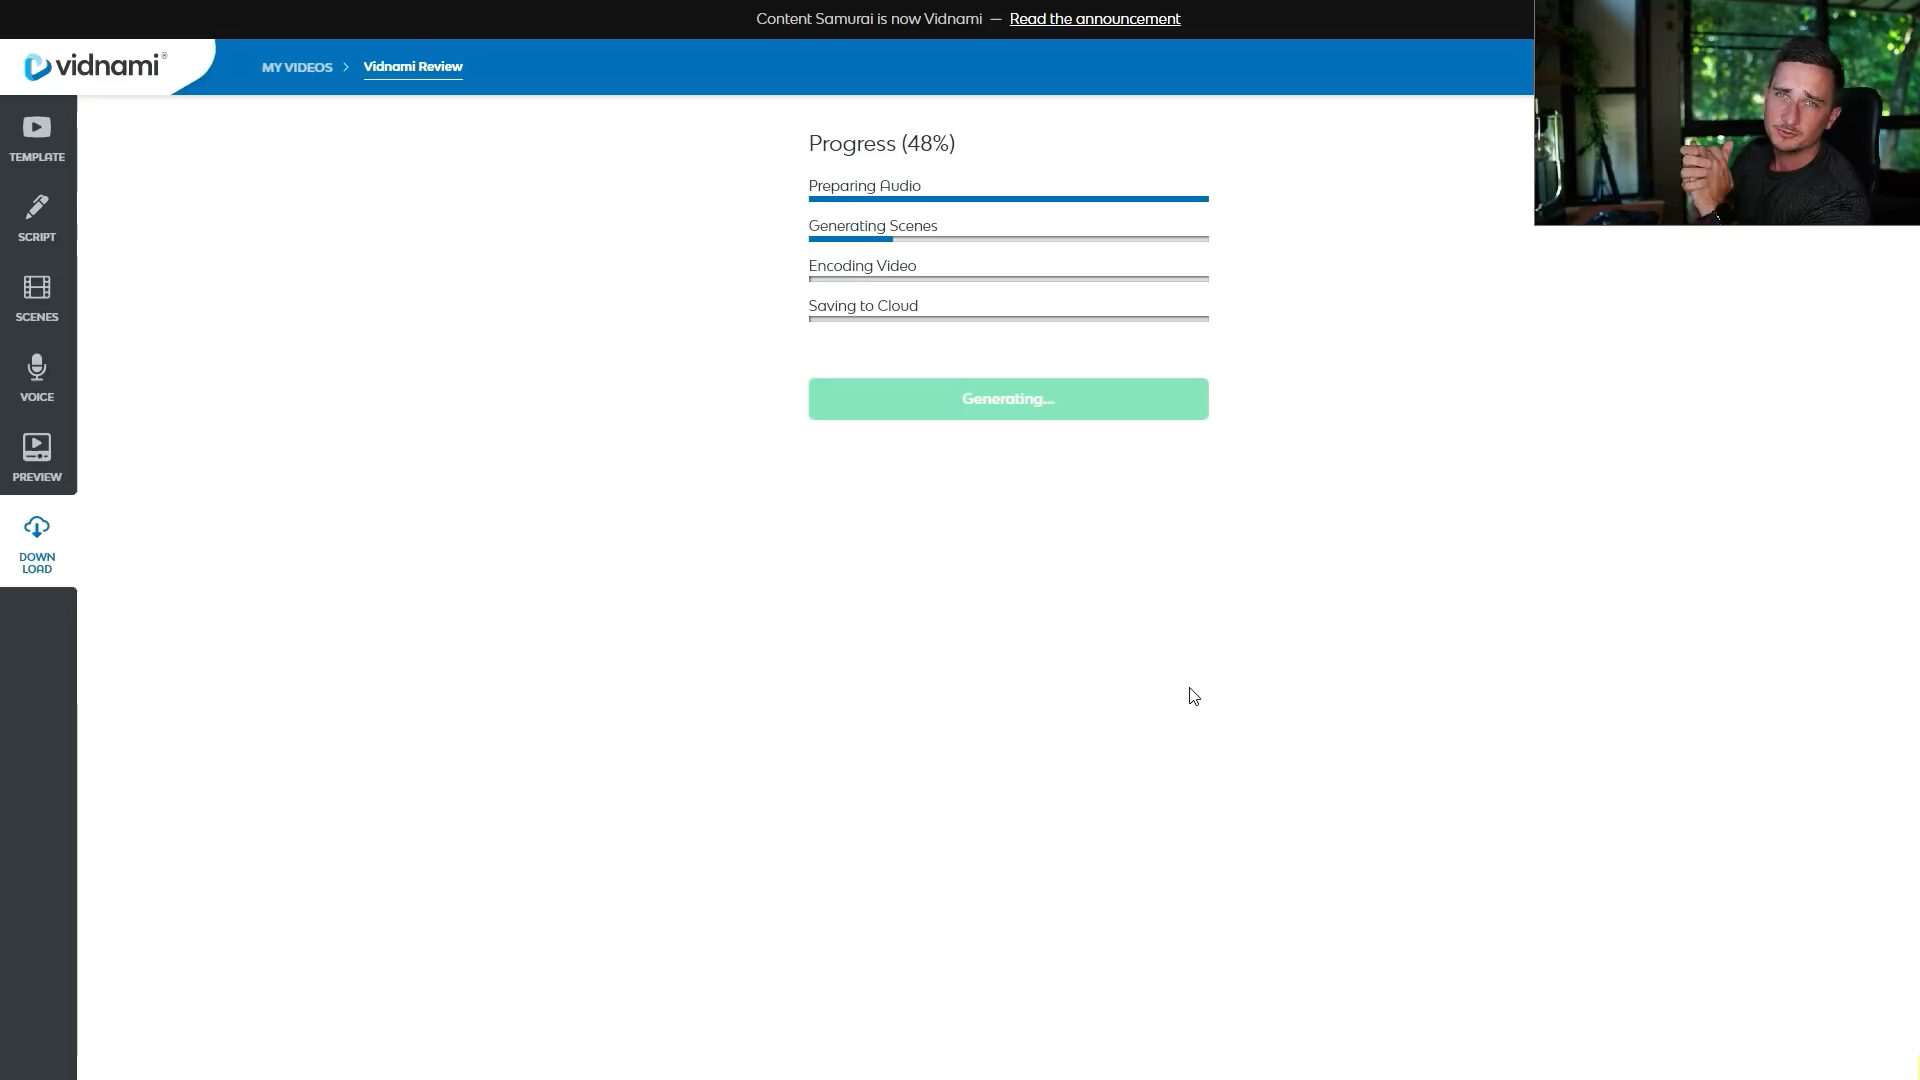 Content Samurai is now Vidnami — Read the announcement
vidnami®
MY VIDEOS > Vidnami Review
TEMPLATE
SCRIPT
SCENES
VOICE
PREVIEW
DOWN
LOAD
Progress (48%)
Preparing Audio
Generating Scenes
Encoding Video
Saving to Cloud
Generating...